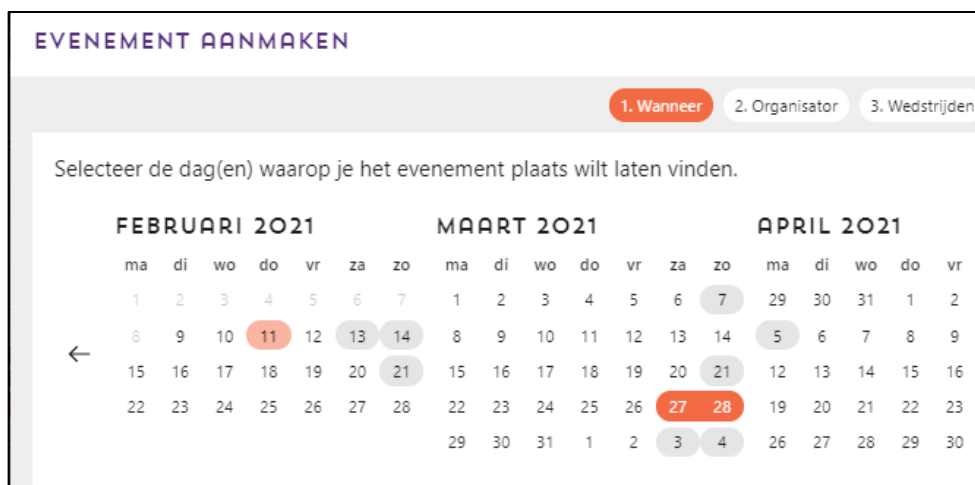 EVENEMENT AANMAKEN
1. Wanneer 2. Organisator 3. Wedstrijden
Selecteer de dag(en) waarop je het evenement plaats wilt laten vinden.
FEBRUARI 2021 MAART 2021 APRIL 2021
ma di wo do vr za zo ma di wo do vr za zo ma di wo do vr
1 2 3 4 5 6 7 1 2 3 4 5 6 7 29 30 31 1 2
8 9 10 11 12 13 14 8 9 10 11 12 13 14 5 6 7 8 9
15 16 17 18 19 20 21 15 16 17 18 19 20 21 12 13 14 15 16
22 23 24 25 26 27 28 22 23 24 25 26 27 28 19 20 21 22 23
29 30 31 1 2 3 4 26 27 28 29 30